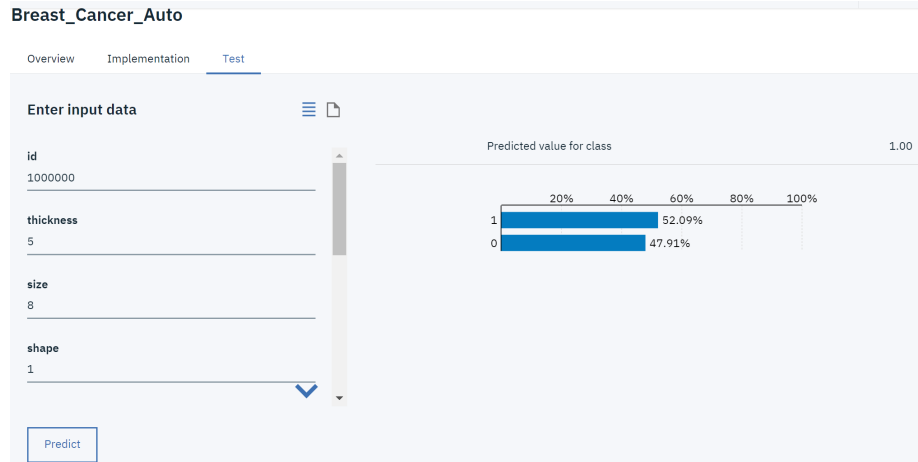 Breast_Cancer_Auto
Overview Implementation Test
Enter input data
id
1000000
thickness
5
size
8
shape
1
Predict
Predicted value for class 1.00
20% 40% 60% 80% 100%
1 52.09%
0 47.91%